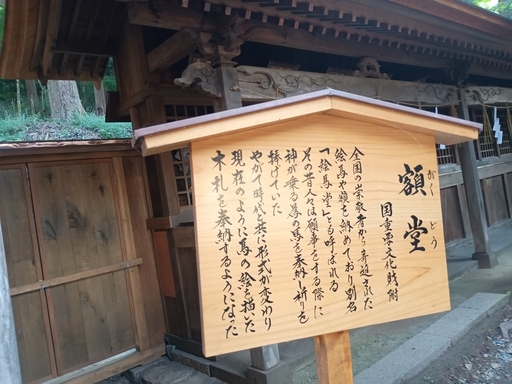 額堂
がく どう
国重要文化財附
全国の崇敬者から奉進された
絵馬や額を納めており別名
「絵馬堂」とも呼ばれる
その昔人々は願事をする際に
神が乗る為の馬を奉納し祈りを
捧げていた
やがて時代と共に形式が変わり
現在のように馬の絵を描いた
木札を奉納するようになった